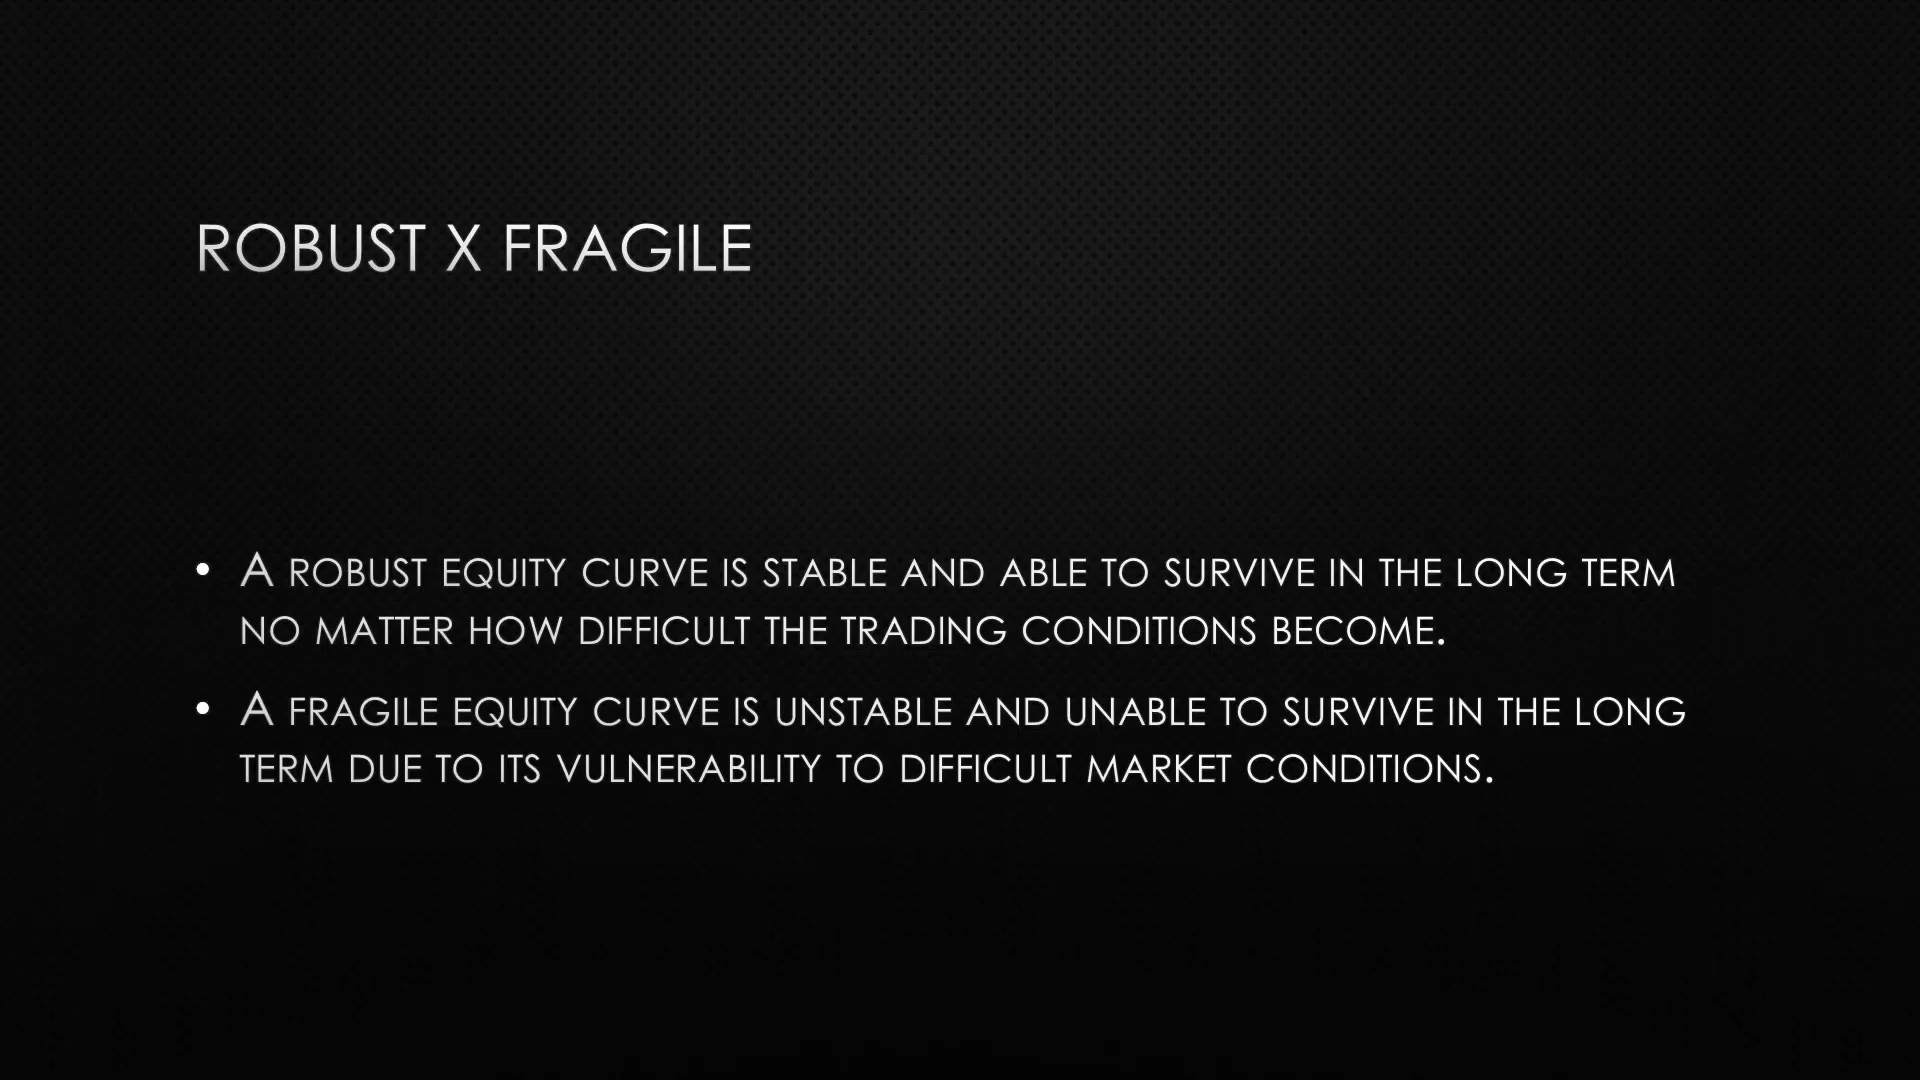 ROBUST X FRAGILE
• A ROBUST EQUITY CURVE IS STABLE AND ABLE TO SURVIVE IN THE LONG TERM
NO MATTER HOW DIFFICULT THE TRADING CONDITIONS BECOME.
• A FRAGILE EQUITY CURVE IS UNSTABLE AND UNABLE TO SURVIVE IN THE LONG
TERM DUE TO ITS VULNERABILITY TO DIFFICULT MARKET CONDITIONS.